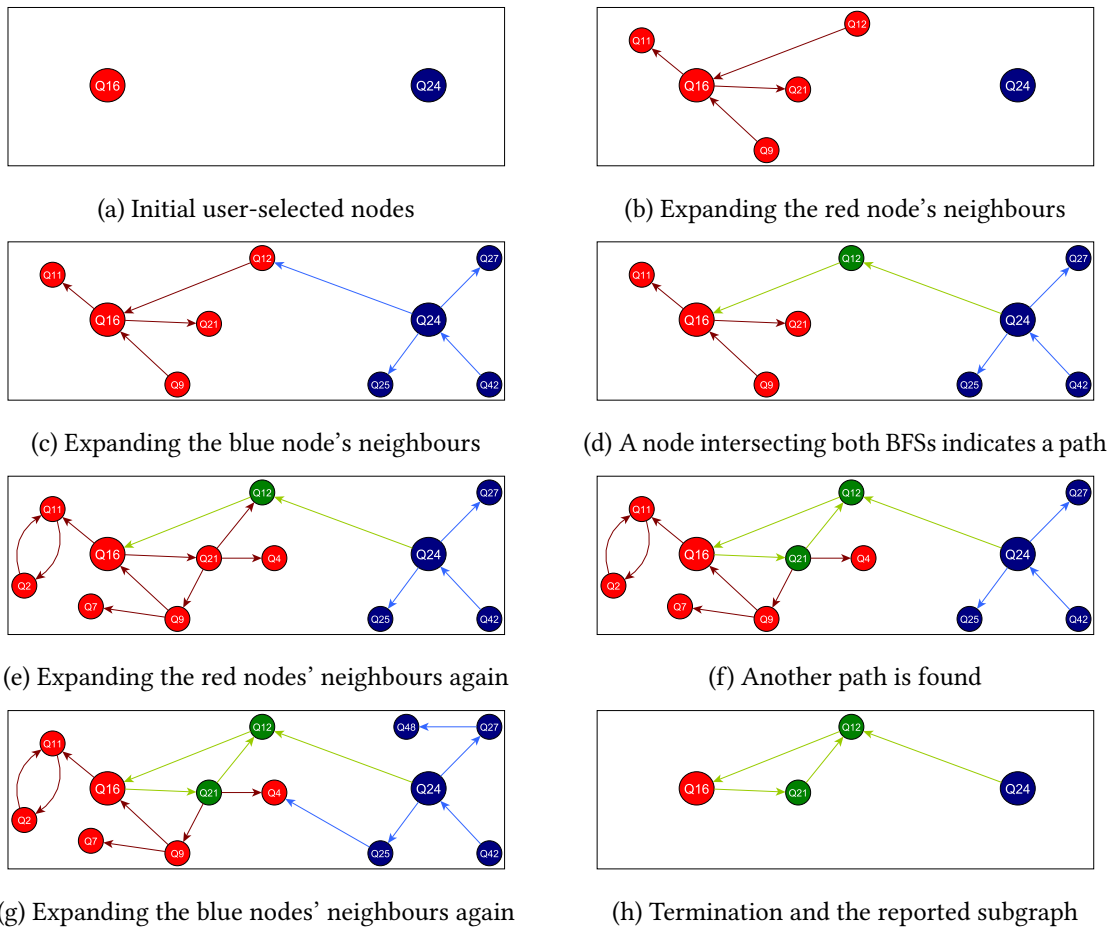 Q16
Q24
(a) Initial user-selected nodes
Q12
Q11
Q16
Q21
Q24
Q9
(b) Expanding the red node's neighbours
Q12
Q27
Q11
Q16
Q21
Q24
Q9
Q25
Q42
(c) Expanding the blue node's neighbours
Q12
Q27
Q11
Q16
Q21
Q24
Q9
Q25
Q42
(d) A node intersecting both BFSs indicates a path
Q12
Q27
Q11
Q16
Q21
Q4
Q24
Q2
Q7
Q9
Q25
Q42
(e) Expanding the red nodes' neighbours again
Q12
Q27
Q11
Q16
Q21
Q4
Q24
Q2
Q7
Q9
Q25
Q42
(f) Another path is found
Q12
Q48
Q27
Q11
Q16
Q21
Q4
Q24
Q2
Q7
Q9
Q25
Q42
(g) Expanding the blue nodes' neighbours again
Q12
Q16
Q21
Q24
(h) Termination and the reported subgraph